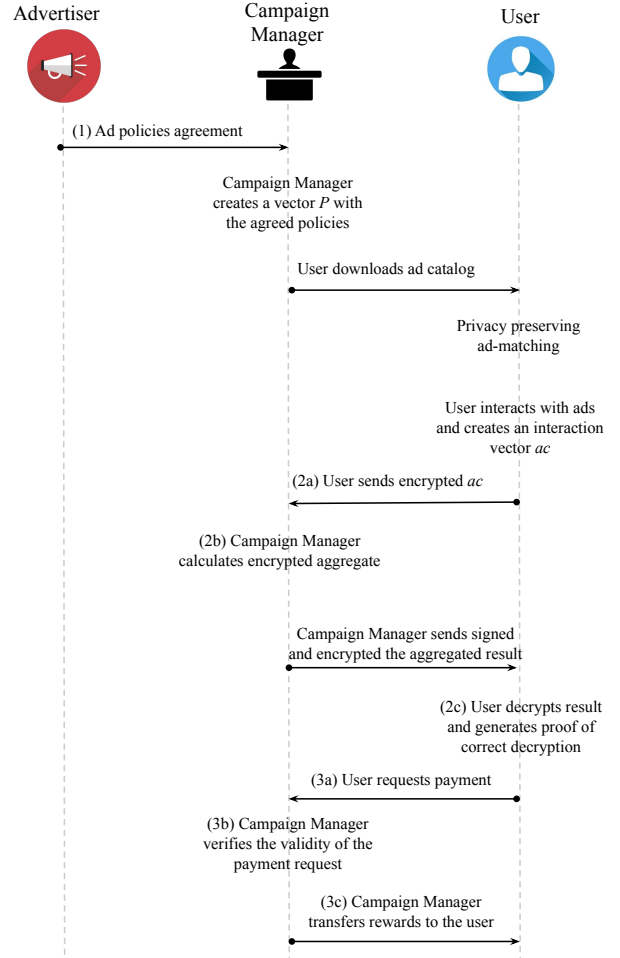 Advertiser
Campaign
Manager
User
(1) Ad policies agreement
Campaign Manager
creates a vector P with
the agreed policies
User downloads ad catalog
Privacy preserving
ad-matching
User interacts with ads
and creates an interaction
vector ac
(2a) User sends encrypted ac
(2b) Campaign Manager
calculates encrypted aggregate
Campaign Manager sends signed
and encrypted the aggregated result
(2c) User decrypts result
and generates proof of
correct decryption
(3a) User requests payment
(3b) Campaign Manager
verifies the validity of the
payment request
(3c) Campaign Manager
transfers rewards to the user